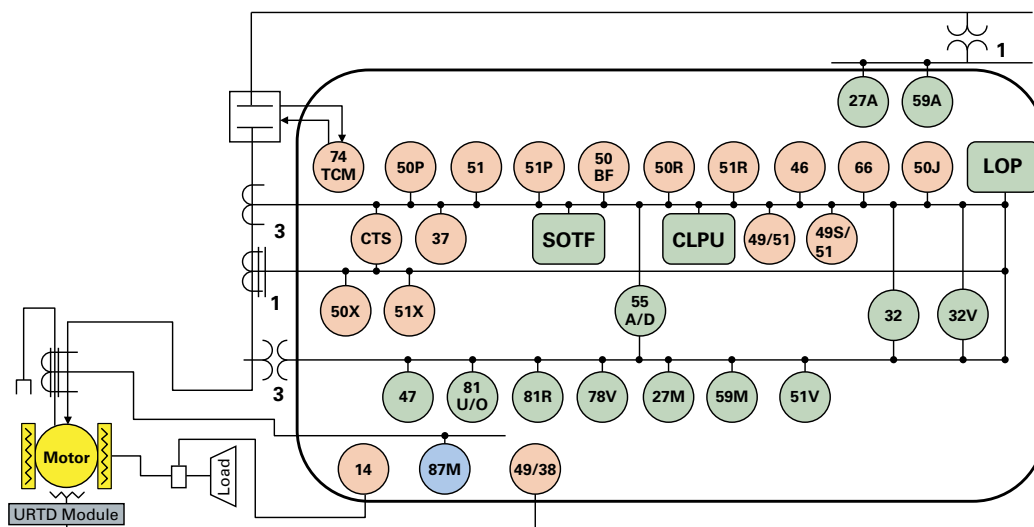 1
27A
59A
74
TCM
50P
51
51P
50
BF
50R
51R
46
66
50J
LOP
3
CTS
37
SOTF
CLPU
49/51
49S/
51
1
50X
51X
55
A/D
32
32V
3
47
81
U/O
81R
78V
27M
59M
51V
Motor
Load
14
87M
49/38
URTD Module